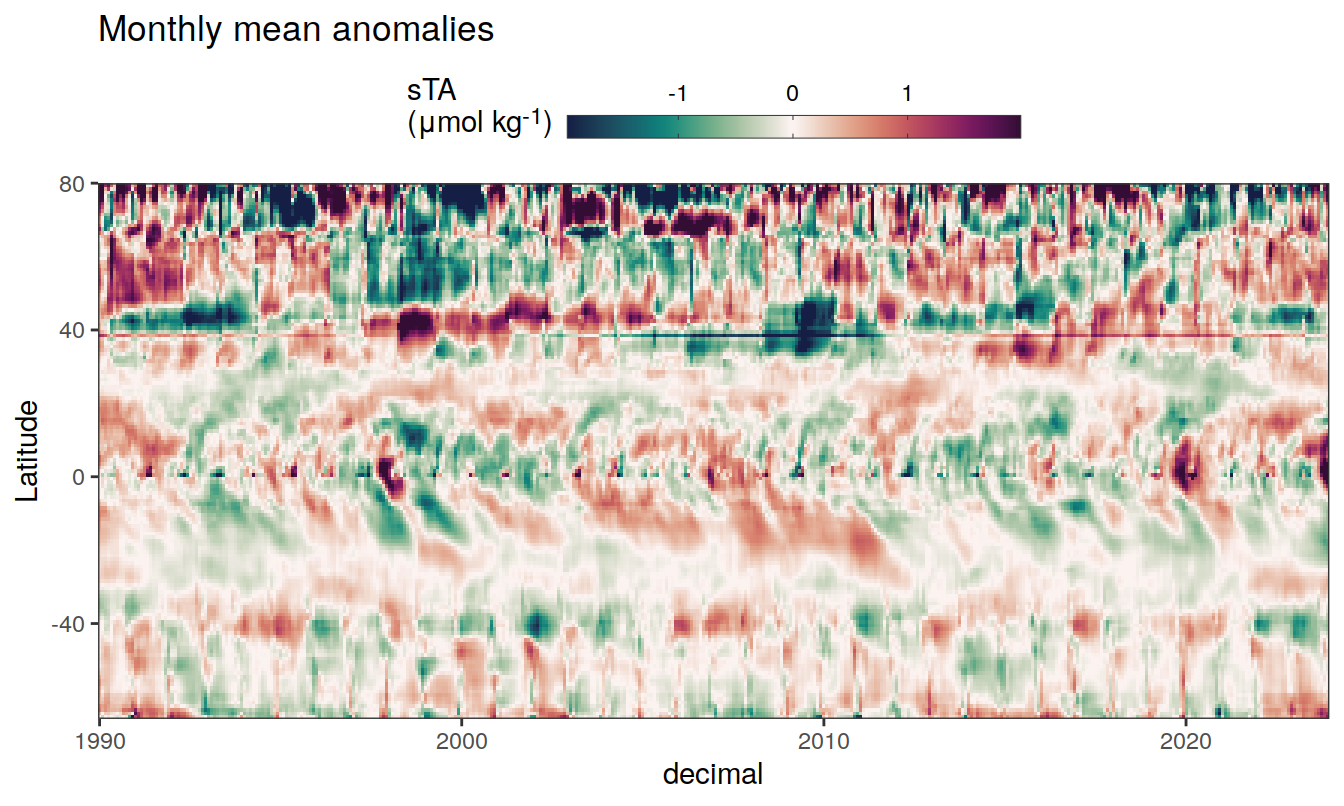 Monthly mean anomalies
sTA
(µmol kg-1)
-1 0 1
80
40
0
-40
Latitude
1990 2000 2010 2020
decimal